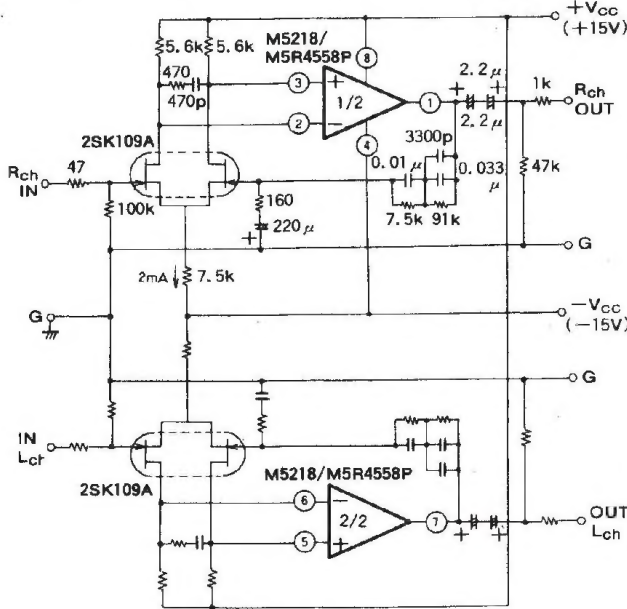 +VCC
(+15V)
5.6k 5.6k
M5218/
M5R4558P
470
470p
3 + 8
1/2 1
2 − 4
2.2μ
+ +
2.2μ
1k
Rch
OUT
2SK109A
3300p
0.01μ
0.033
μ
47k
Rch
IN
47
100k
160
220μ
+
7.5k 91k
G
2mA
7.5k
G
−VCC
(−15V)
G
IN
Lch
2SK109A
M5218/M5R4558P
6 −
2/2 7
5 +
+ +
OUT
Lch